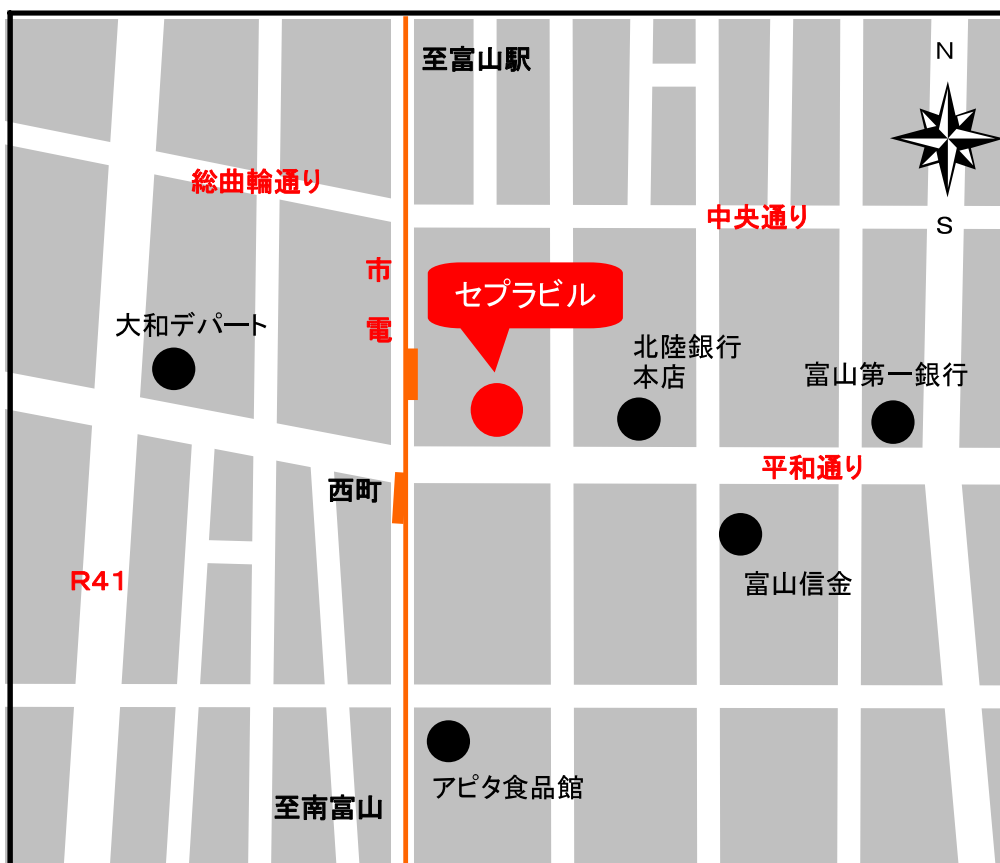 至富山駅
N
総曲輪通り
中央通り
S
市
電
セプラビル
大和デパート
北陸銀行
本店
富山第一銀行
平和通り
西町
R41
富山信金
アピタ食品館
至南富山